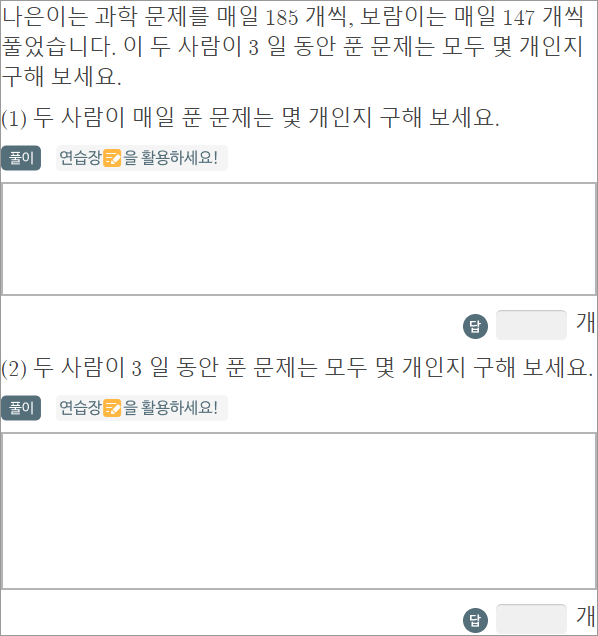 나은이는 과학 문제를 매일 185 개씩, 보람이는 매일 147 개씩
풀었습니다. 이 두 사람이 3 일 동안 푼 문제는 모두 몇 개인지
구해 보세요.
(1) 두 사람이 매일 푼 문제는 몇 개인지 구해 보세요.
풀이 연습장을 활용하세요!
답 개
(2) 두 사람이 3 일 동안 푼 문제는 모두 몇 개인지 구해 보세요.
풀이 연습장을 활용하세요!
답 개